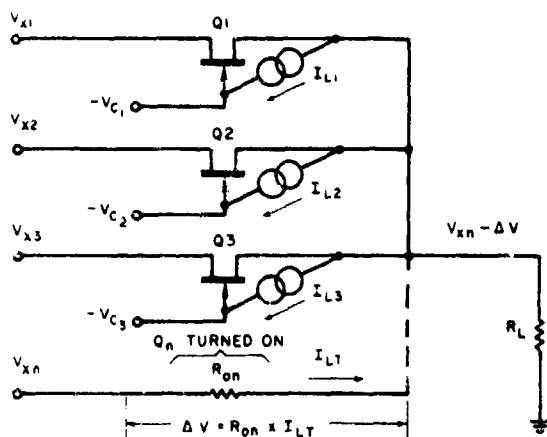 Vx1
Q1
IL1
-Vc1
Vx2
Q2
IL2
-Vc2
Vx3
Q3
Vxn - ΔV
IL3
-Vc3
RL
Qn TURNED ON
Ron
ILT
Vxn
ΔV = Ron x ILT